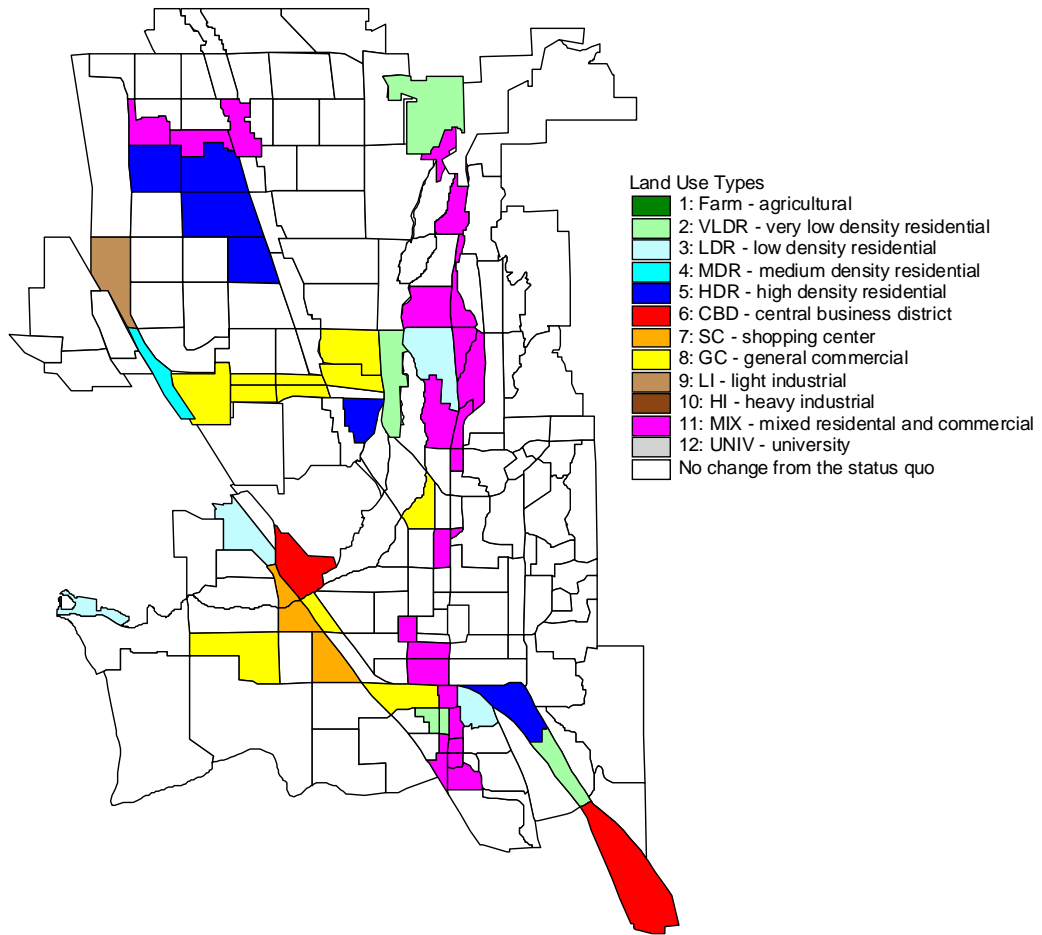 Land Use Types
1: Farm - agricultural
2: VLDR - very low density residential
3: LDR - low density residential
4: MDR - medium density residential
5: HDR - high density residential
6: CBD - central business district
7: SC - shopping center
8: GC - general commercial
9: LI - light industrial
10: HI - heavy industrial
11: MIX - mixed residental and commercial
12: UNIV - university
No change from the status quo